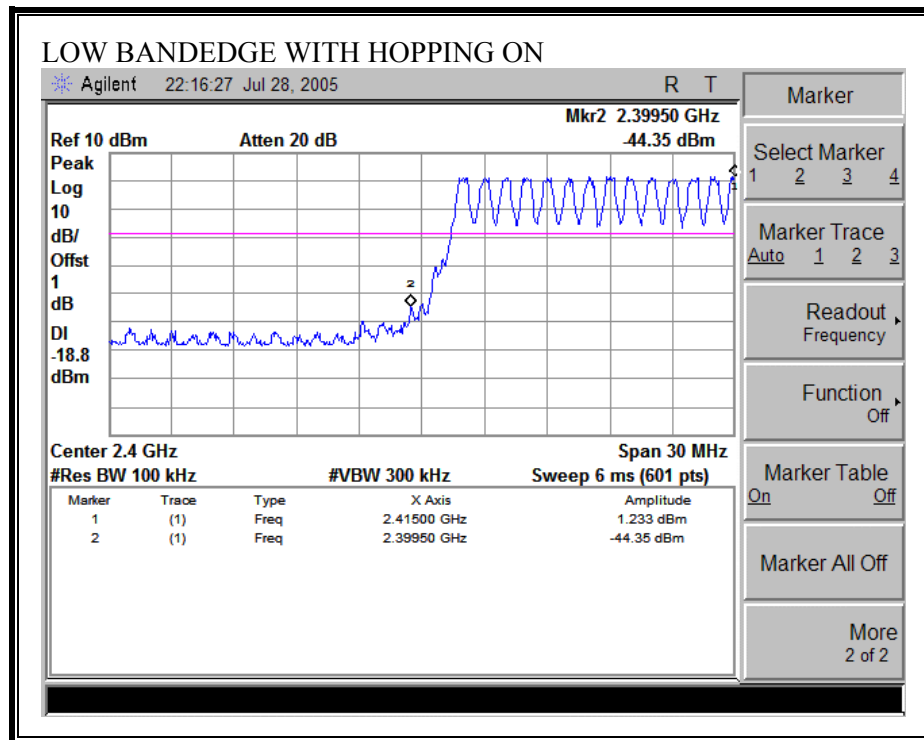 LOW BANDEDGE WITH HOPPING ON
Agilent 22:16:27 Jul 28, 2005 R T
Mkr2 2.39950 GHz
Ref 10 dBm Atten 20 dB -44.35 dBm
Peak
Log
10
dB/
Offst
1
dB
DI
-18.8
dBm
1
2
Center 2.4 GHz Span 30 MHz
#Res BW 100 kHz #VBW 300 kHz Sweep 6 ms (601 pts)
Marker Trace Type X Axis Amplitude
1 (1) Freq 2.41500 GHz 1.233 dBm
2 (1) Freq 2.39950 GHz -44.35 dBm
Marker
Select Marker
1 2 3 4
Marker Trace
Auto 1 2 3
Readout
Frequency
Function
Off
Marker Table
On Off
Marker All Off
More
2 of 2